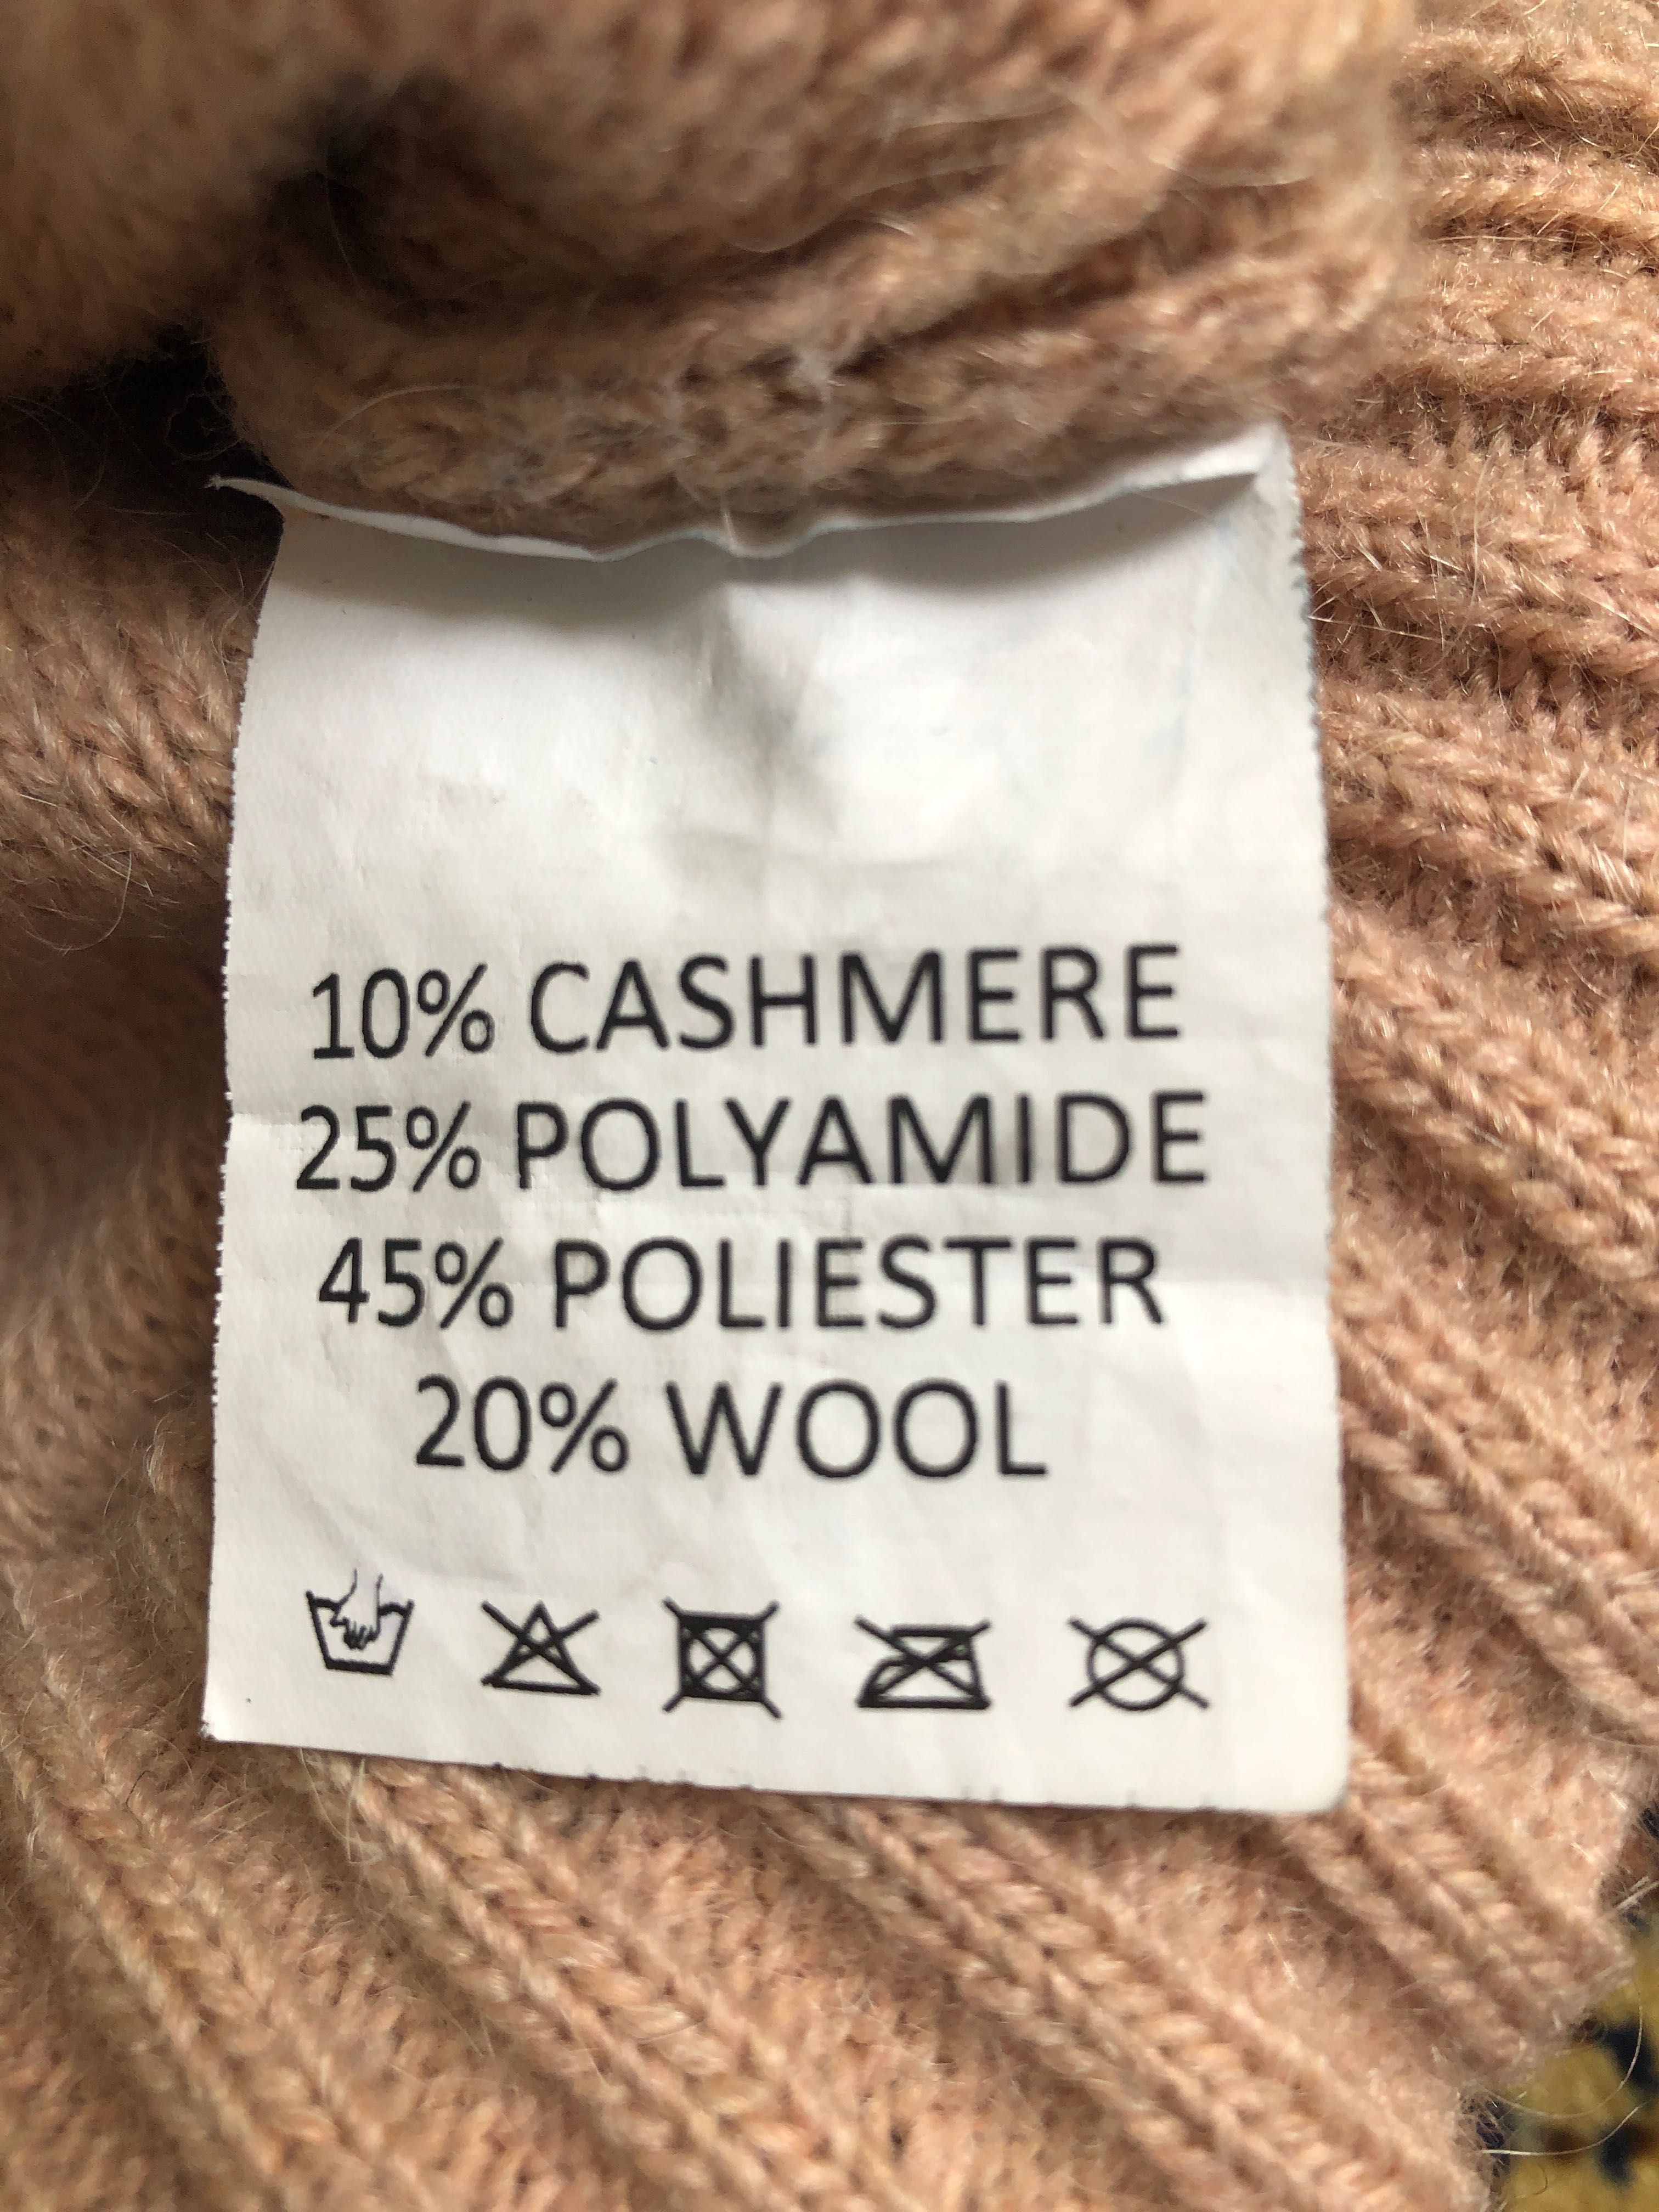 10% CASHMERE
25% POLYAMIDE
45% POLIESTER
20% WOOL